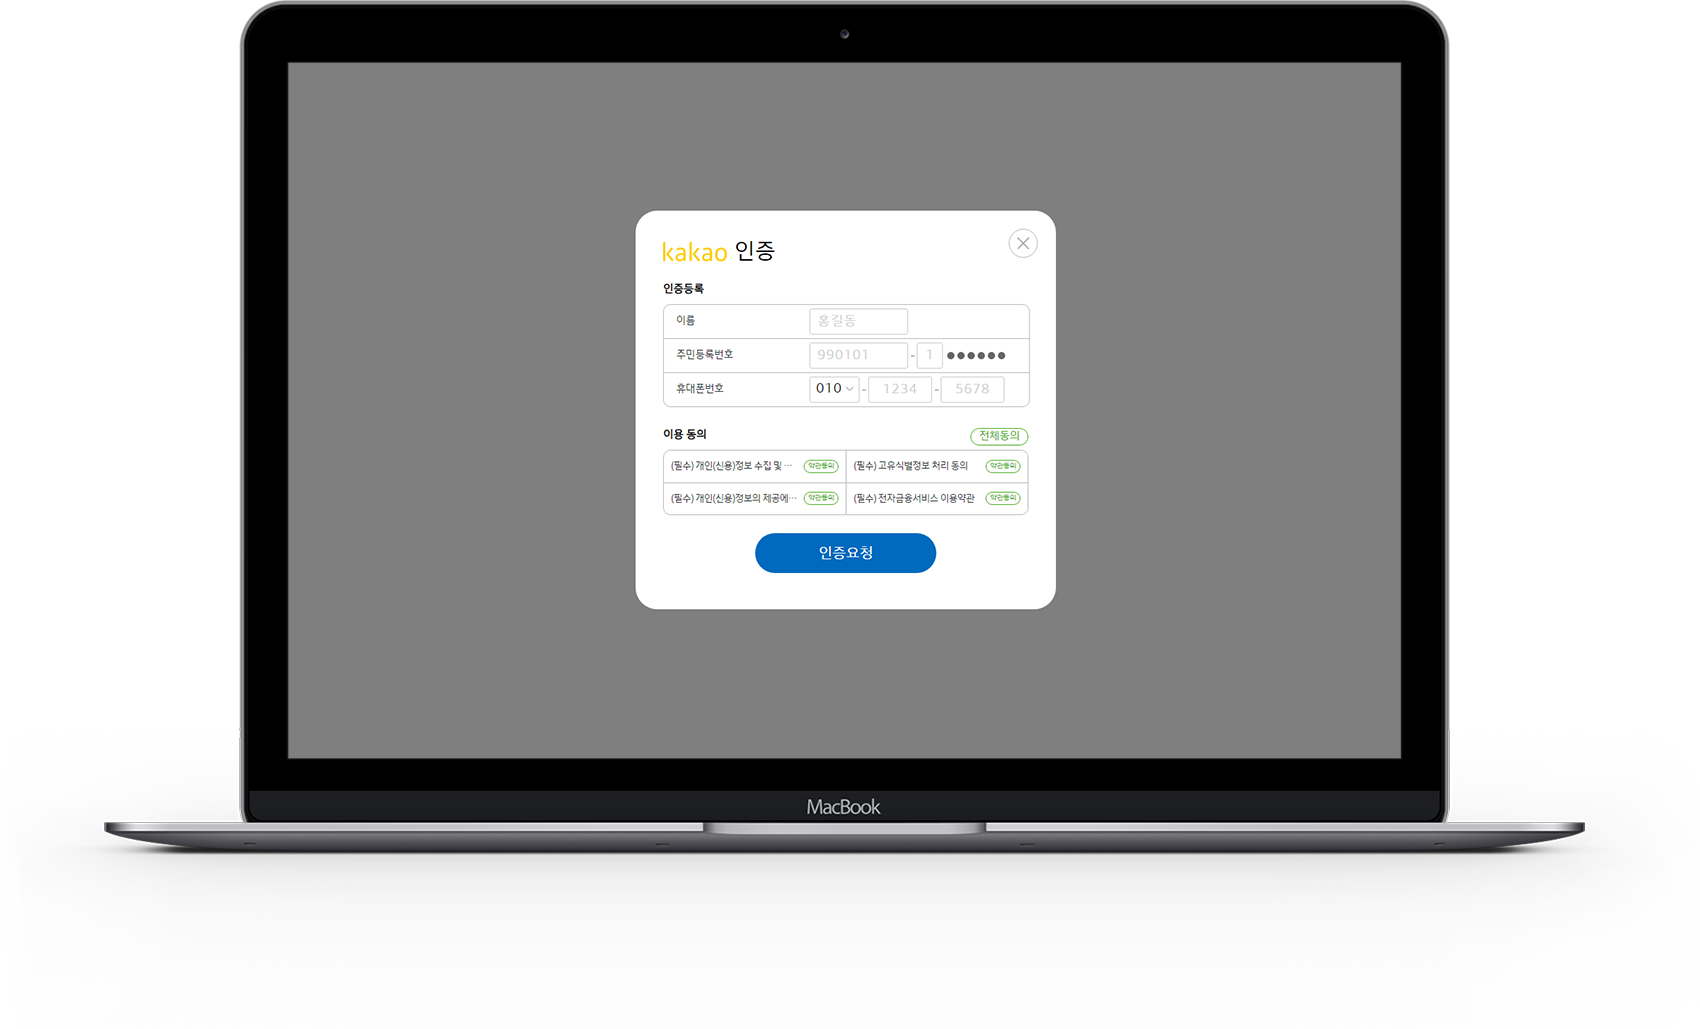 kakao 인증
인증등록
이름 홍길동
주민등록번호 990101 - 1 ●●●●●●
휴대폰번호 010 - 1234 - 5678
이용 동의 전체동의
(필수) 개인(신용)정보 수집 및 ··· 약관동의 (필수) 고유식별정보 처리 동의 약관동의
(필수) 개인(신용)정보의 제공에··· 약관동의 (필수) 전자금융서비스 이용약관 약관동의
인증요청
MacBook